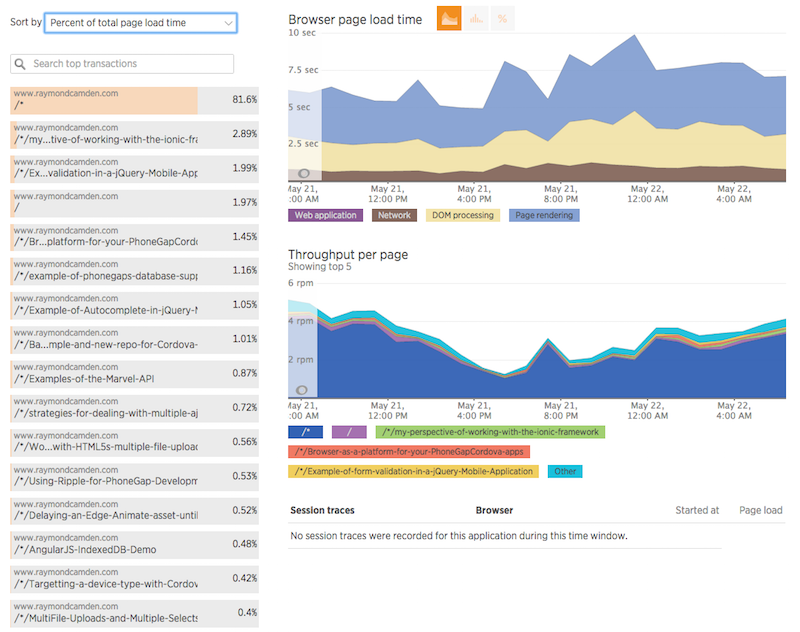 Sort by Percent of total page load time
Search top transactions
www.raymondcamden.com
/*
81.6%
www.raymondcamden.com
/*/my...tive-of-working-with-the-ionic-fra
2.89%
www.raymondcamden.com
/*/Ex...validation-in-a-jQuery-Mobile-App
1.99%
www.raymondcamden.com
/
1.97%
www.raymondcamden.com
/*/Br...platform-for-your-PhoneGapCordo
1.45%
www.raymondcamden.com
/*/example-of-phonegaps-database-supp
1.16%
www.raymondcamden.com
/*/Example-of-Autocomplete-in-jQuery-M
1.05%
www.raymondcamden.com
/*/Ba...mple-and-new-repo-for-Cordova-
1.01%
www.raymondcamden.com
/*/Examples-of-the-Marvel-API
0.87%
www.raymondcamden.com
/*/strategies-for-dealing-with-multiple-aj
0.72%
www.raymondcamden.com
/*/Wo...with-HTML5s-multiple-file-upload
0.56%
www.raymondcamden.com
/*/Using-Ripple-for-PhoneGap-Developm
0.53%
www.raymondcamden.com
/*/Delaying-an-Edge-Animate-asset-until
0.52%
www.raymondcamden.com
/*/AngularJS-IndexedDB-Demo
0.48%
www.raymondcamden.com
/*/Targetting-a-device-type-with-Cordov
0.42%
www.raymondcamden.com
/*/MultiFile-Uploads-and-Multiple-Selects
0.4%
Browser page load time %
10 sec
7.5 sec
5 sec
2.5 sec
May 21, May 21, May 21, May 21, May 22, May 22,
:00 AM 12:00 PM 4:00 PM 8:00 PM 12:00 AM 4:00 AM
Web application Network DOM processing Page rendering
Throughput per page
Showing top 5
6 rpm
4 rpm
2 rpm
May 21, May 21, May 21, May 21, May 22, May 22,
:00 AM 12:00 PM 4:00 PM 8:00 PM 12:00 AM 4:00 AM
/* / /*/my-perspective-of-working-with-the-ionic-framework
/*/Browser-as-a-platform-for-your-PhoneGapCordova-apps
/*/Example-of-form-validation-in-a-jQuery-Mobile-Application Other
Session traces Browser Started at Page load
No session traces were recorded for this application during this time window.